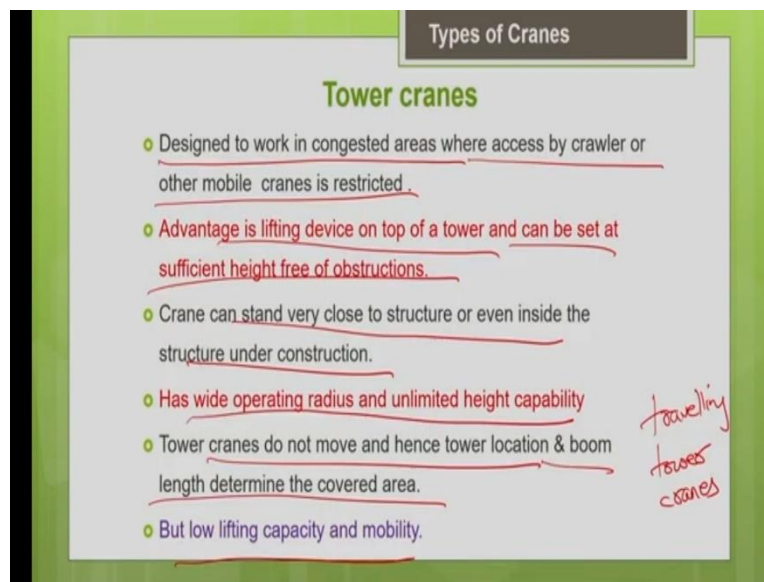 Types of Cranes
Tower cranes
Designed to work in congested areas where access by crawler or
other mobile cranes is restricted .
Advantage is lifting device on top of a tower and can be set at
sufficient height free of obstructions.
Crane can stand very close to structure or even inside the
structure under construction.
Has wide operating radius and unlimited height capability
Tower cranes do not move and hence tower location & boom
length determine the covered area.
But low lifting capacity and mobility.
travelling
tower
cranes